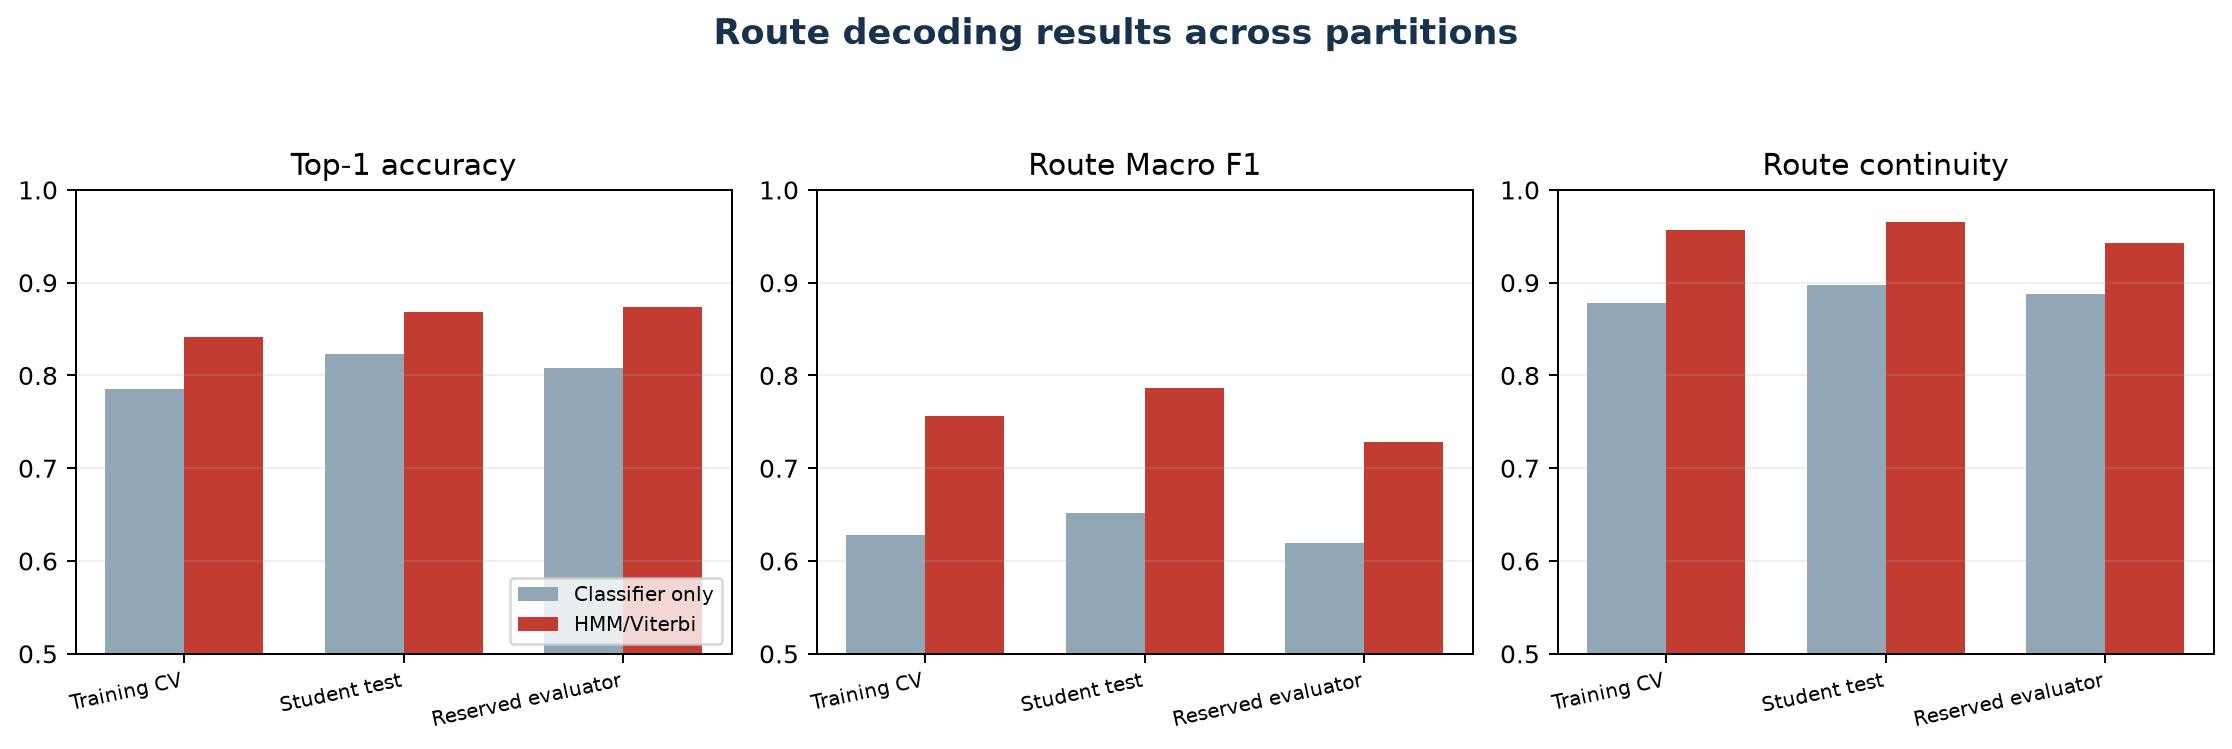 Route decoding results across partitions
Top-1 accuracy
1.0
0.9
0.8
0.7
0.6
0.5
Training CV
Student test
Reserved evaluator
Classifier only
HMM/Viterbi
Route Macro F1
1.0
0.9
0.8
0.7
0.6
0.5
Training CV
Student test
Reserved evaluator
Route continuity
1.0
0.9
0.8
0.7
0.6
0.5
Training CV
Student test
Reserved evaluator